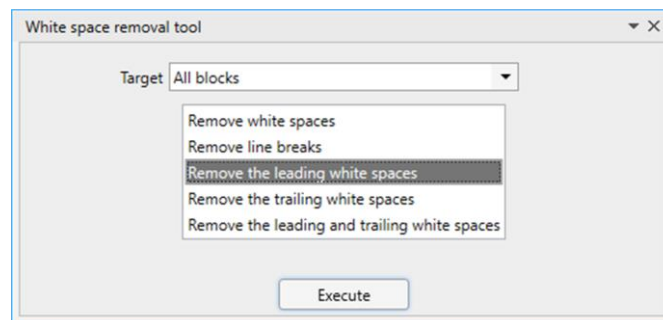 White space removal tool
Target All blocks
Remove white spaces
Remove line breaks
Remove the leading white spaces
Remove the trailing white spaces
Remove the leading and trailing white spaces
Execute